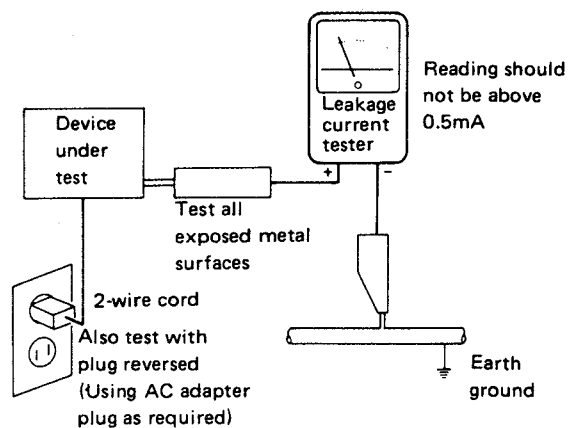 Device
under
test
Leakage
current
tester
+
−
Reading should
not be above
0.5mA
Test all
exposed metal
surfaces
2-wire cord
Also test with
plug reversed
(Using AC adapter
plug as required)
Earth
ground